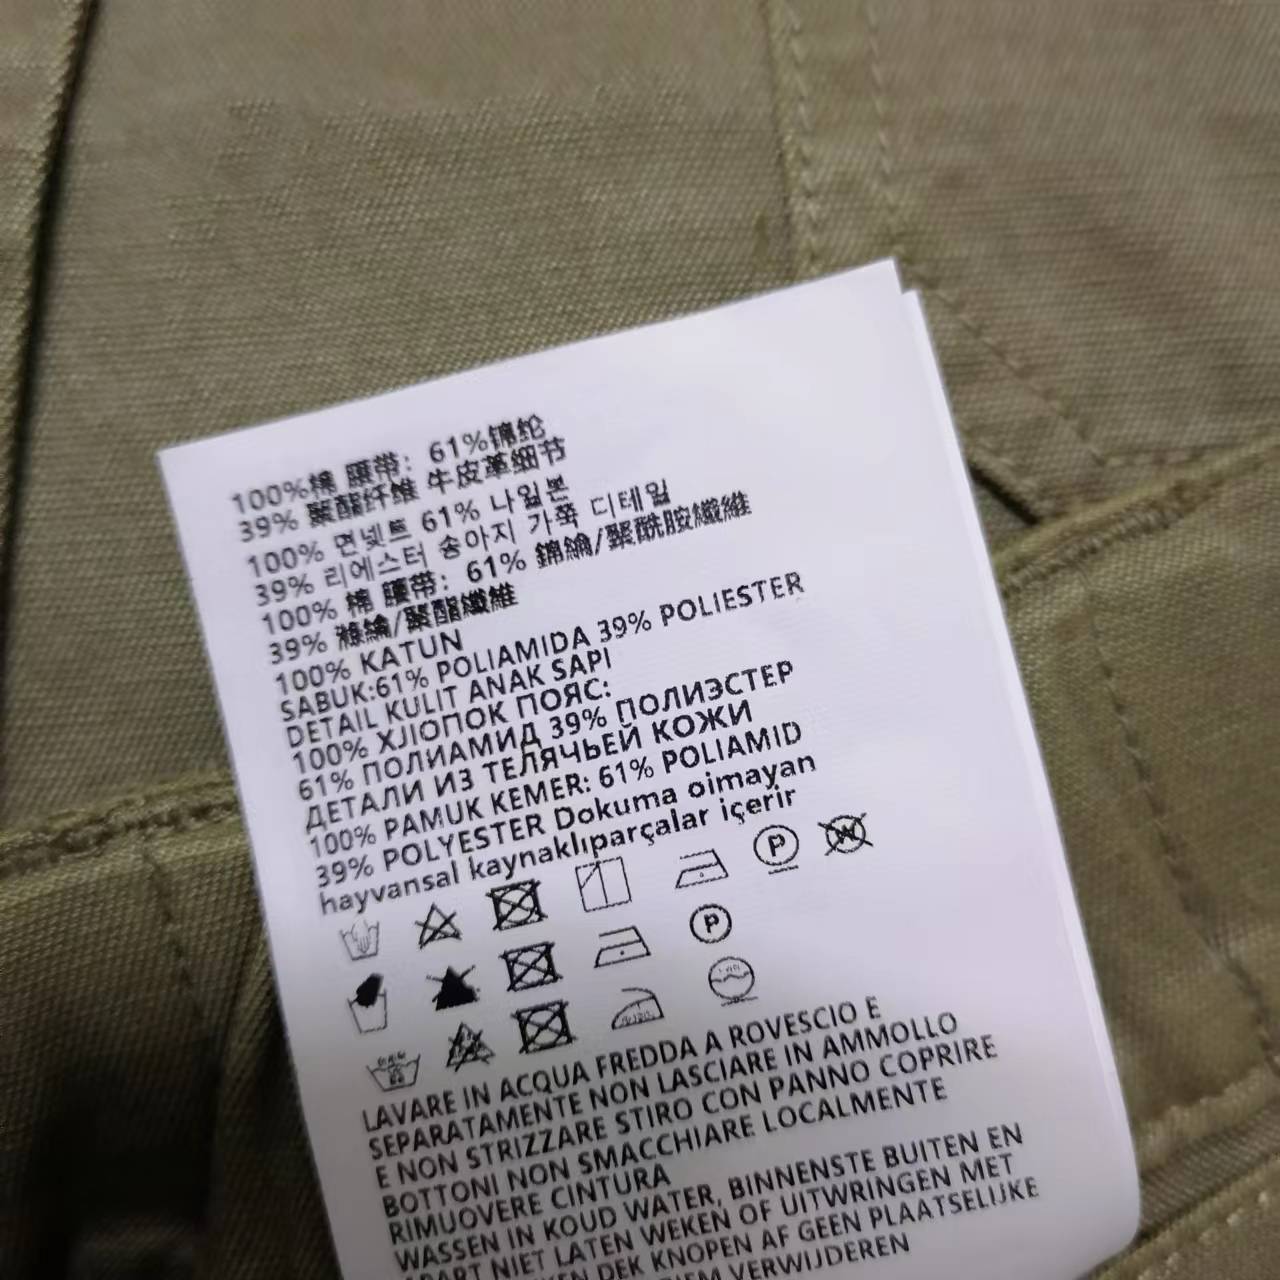 100%棉 腰带：61%锦纶
39% 聚酯纤维 牛皮革细节
100% 면넷트 61% 나일본
39% 리에스터 송아지 가죽 디테일
100% 棉 腰帶：61% 錦綸/聚酰胺纖維
39% 滌綸/聚酯纖維
100% KATUN
SABUK:61% POLIAMIDA 39% POLIESTER
DETAIL KULIT ANAK SAPI
100% ХЛОПОК ПОЯС:
61% ПОЛИАМИД 39% ПОЛИЭСТЕР
ДЕТАЛИ ИЗ ТЕЛЯЧЬЕЙ КОЖИ
100% PAMUK KEMER: 61% POLIAMID
39% POLYESTER Dokuma oimayan
hayvansal kaynaklıparçalar içerir
P W
P
LAVARE IN ACQUA FREDDA A ROVESCIO E
SEPARATAMENTE NON LASCIARE IN AMMOLLO
E NON STRIZZARE STIRO CON PANNO COPRIRE
BOTTONI NON SMACCHIARE LOCALMENTE
RIMUOVERE CINTURA
WASSEN IN KOUD WATER, BINNENSTE BUITEN EN
APART NIET LATEN WEKEN OF UITWRINGEN MET
DEK KNOPEN AF GEEN PLAATSELIJKE
VERWIJDEREN